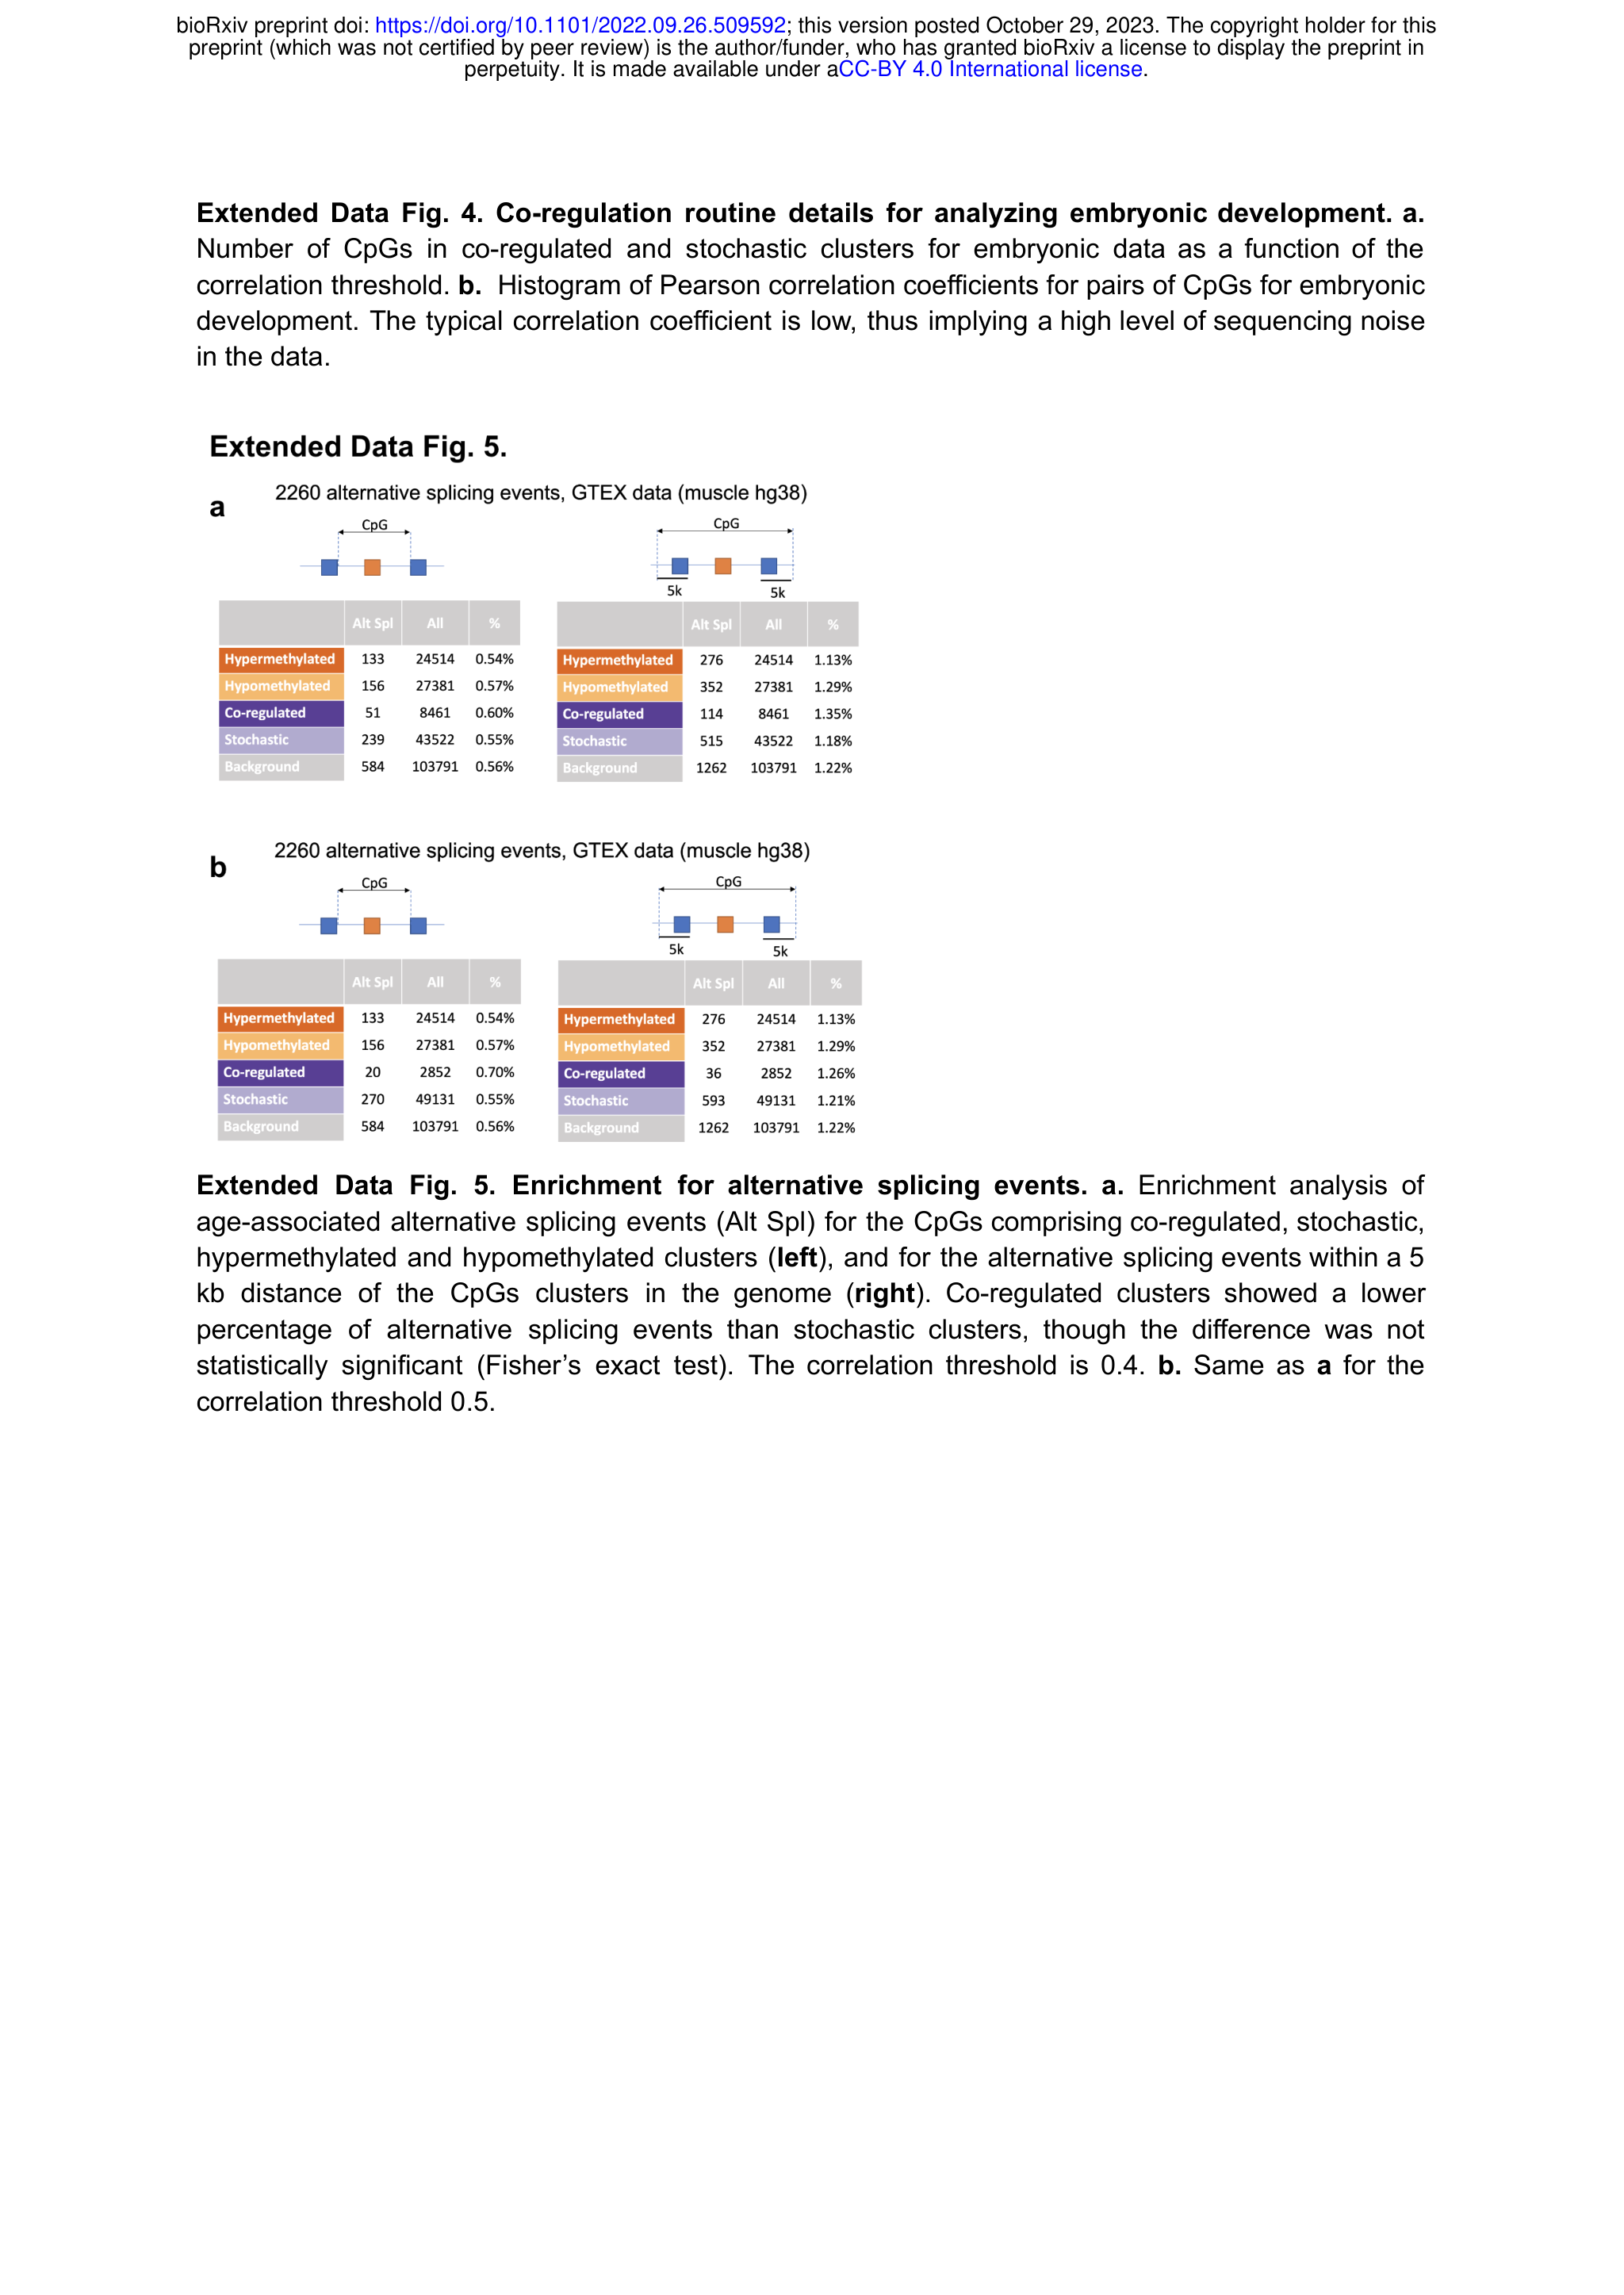 bioRxiv preprint doi: https://doi.org/10.1101/2022.09.26.509592; this version posted October 29, 2023. The copyright holder for this
preprint (which was not certified by peer review) is the author/funder, who has granted bioRxiv a license to display the preprint in
perpetuity. It is made available under aCC-BY 4.0 International license.
Extended Data Fig. 4. Co-regulation routine details for analyzing embryonic development. a.
Number of CpGs in co-regulated and stochastic clusters for embryonic data as a function of the
correlation threshold. b. Histogram of Pearson correlation coefficients for pairs of CpGs for embryonic
development. The typical correlation coefficient is low, thus implying a high level of sequencing noise
in the data.
Extended Data Fig. 5.
a
2260 alternative splicing events, GTEX data (muscle hg38)
CpG
Alt Spl All %
Hypermethylated 133 24514 0.54%
Hypomethylated 156 27381 0.57%
Co-regulated 51 8461 0.60%
Stochastic 239 43522 0.55%
Background 584 103791 0.56%
CpG
5k 5k
Alt Spl All %
Hypermethylated 276 24514 1.13%
Hypomethylated 352 27381 1.29%
Co-regulated 114 8461 1.35%
Stochastic 515 43522 1.18%
Background 1262 103791 1.22%
b
2260 alternative splicing events, GTEX data (muscle hg38)
CpG
Alt Spl All %
Hypermethylated 133 24514 0.54%
Hypomethylated 156 27381 0.57%
Co-regulated 20 2852 0.70%
Stochastic 270 49131 0.55%
Background 584 103791 0.56%
CpG
5k 5k
Alt Spl All %
Hypermethylated 276 24514 1.13%
Hypomethylated 352 27381 1.29%
Co-regulated 36 2852 1.26%
Stochastic 593 49131 1.21%
Background 1262 103791 1.22%
Extended Data Fig. 5. Enrichment for alternative splicing events. a. Enrichment analysis of
age-associated alternative splicing events (Alt Spl) for the CpGs comprising co-regulated, stochastic,
hypermethylated and hypomethylated clusters (left), and for the alternative splicing events within a 5
kb distance of the CpGs clusters in the genome (right). Co-regulated clusters showed a lower
percentage of alternative splicing events than stochastic clusters, though the difference was not
statistically significant (Fisher's exact test). The correlation threshold is 0.4. b. Same as a for the
correlation threshold 0.5.